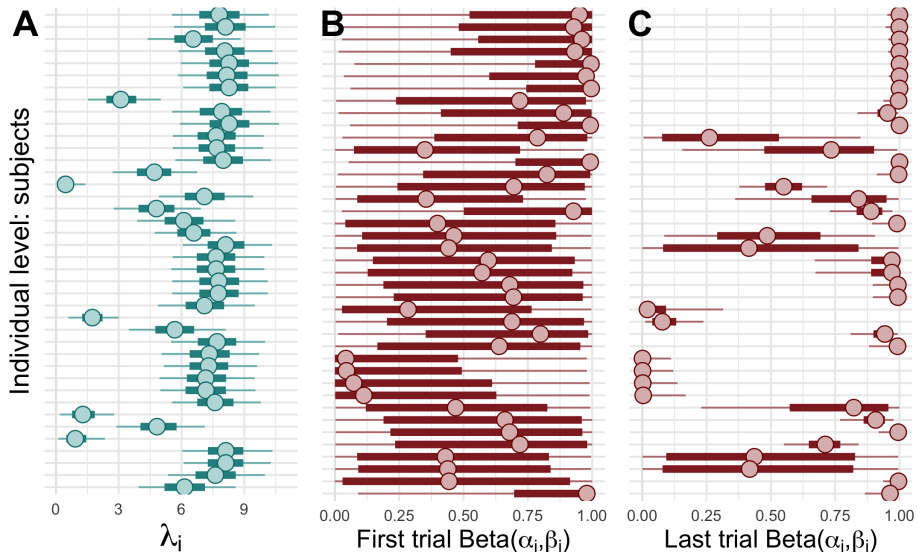 A
B
C
Individual level: subjects
0
3
6
9
0.00
0.25
0.50
0.75
1.00
0.00
0.25
0.50
0.75
1.00
λᵢ
First trial Beta(αᵢ,βᵢ)
Last trial Beta(αᵢ,βᵢ)